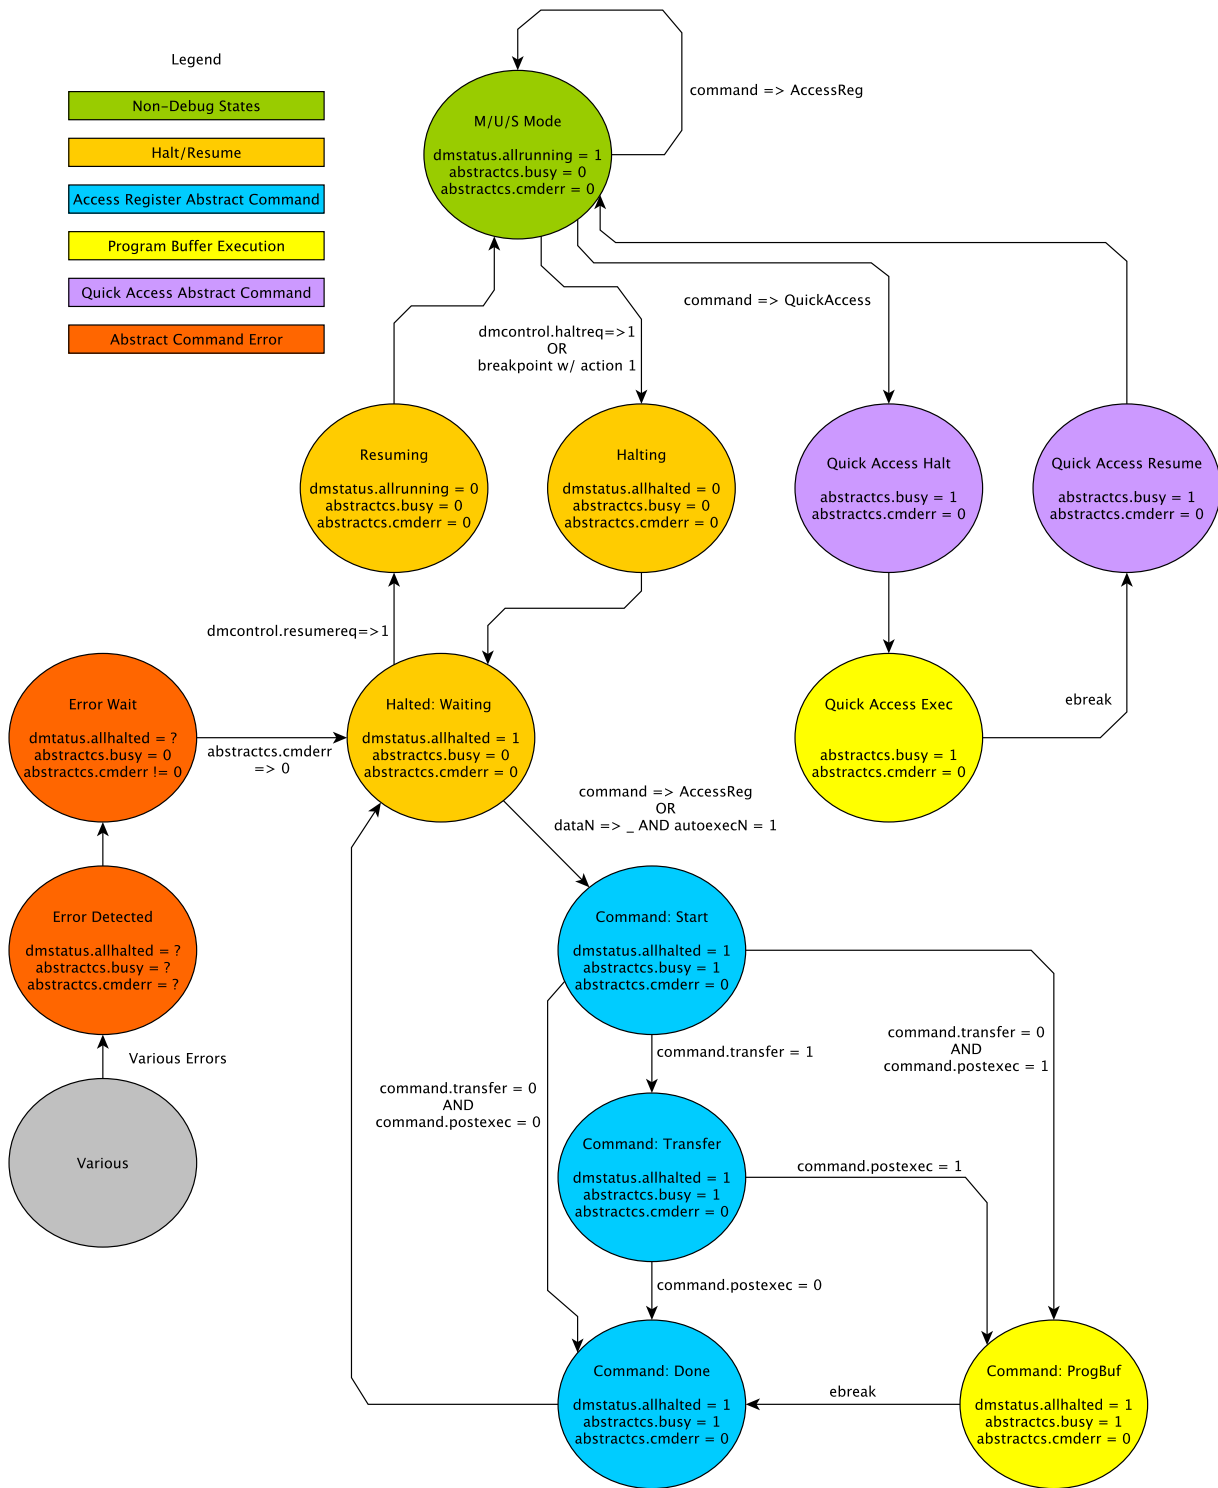 Legend
Non-Debug States
Halt/Resume
Access Register Abstract Command
Program Buffer Execution
Quick Access Abstract Command
Abstract Command Error
command => AccessReg
M/U/S Mode
dmstatus.allrunning = 1
abstractcs.busy = 0
abstractcs.cmderr = 0
command => QuickAccess
dmcontrol.haltreq=>1
OR
breakpoint w/ action 1
Resuming
dmstatus.allrunning = 0
abstractcs.busy = 0
abstractcs.cmderr = 0
Halting
dmstatus.allhalted = 0
abstractcs.busy = 0
abstractcs.cmderr = 0
Quick Access Halt
abstractcs.busy = 1
abstractcs.cmderr = 0
Quick Access Resume
abstractcs.busy = 1
abstractcs.cmderr = 0
dmcontrol.resumereq=>1
Error Wait
dmtatus.allhalted = ?
abstractcs.busy = 0
abstractcs.cmderr != 0
abstractcs.cmderr
=> 0
Halted: Waiting
dmstatus.allhalted = 1
abstractcs.busy = 0
abstractcs.cmderr = 0
Quick Access Exec
abstractcs.busy = 1
abstractcs.cmderr = 0
ebreak
command => AccessReg
OR
dataN => _ AND autoexecN = 1
Error Detected
dmstatus.allhalted = ?
abstractcs.busy = ?
abstractcs.cmderr = ?
Command: Start
dmstatus.allhalted = 1
abstractcs.busy = 1
abstractcs.cmderr = 0
Various Errors
command.transfer = 1
command.transfer = 0
AND
command.postexec = 1
command.transfer = 0
AND
command.postexec = 0
Various
Command: Transfer
dmstatus.allhalted = 1
abstractcs.busy = 1
abstractcs.cmderr = 0
command.postexec = 1
command.postexec = 0
Command: Done
dmstatus.allhalted = 1
abstractcs.busy = 1
abstractcs.cmderr = 0
ebreak
Command: ProgBuf
dmstatus.allhalted = 1
abstractcs.busy = 1
abstractcs.cmderr = 0